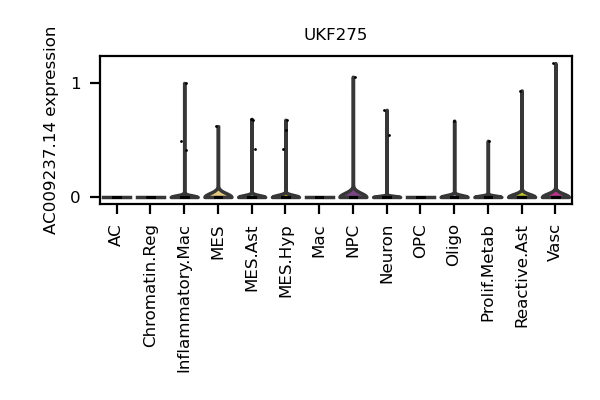 UKF275
AC009237.14 expression
1
0
AC
Chromatin.Reg
Inflammatory.Mac
MES
MES.Ast
MES.Hyp
Mac
NPC
Neuron
OPC
Oligo
Prolif.Metab
Reactive.Ast
Vasc